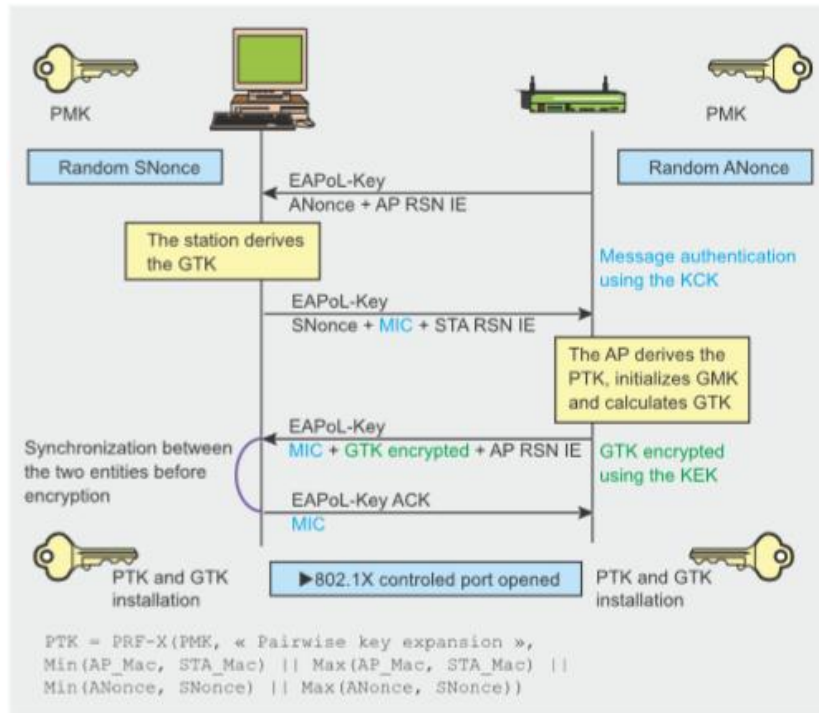 PMK
PMK
Random SNonce
Random ANonce
EAPoL-Key
ANonce + AP RSN IE
The station derives
the GTK
Message authentication
using the KCK
EAPoL-Key
SNonce + MIC + STA RSN IE
The AP derives the
PTK, initializes GMK
and calculates GTK
EAPoL-Key
MIC + GTK encrypted + AP RSN IE
Synchronization between
the two entities before
encryption
GTK encrypted
using the KEK
EAPoL-Key ACK
MIC
PTK and GTK
installation
▶802.1X controled port opened
PTK and GTK
installation
PTK = PRF-X(PMK, « Pairwise key expansion »,
Min(AP_Mac, STA_Mac) || Max(AP_Mac, STA_Mac) ||
Min(ANonce, SNonce) || Max(ANonce, SNonce))